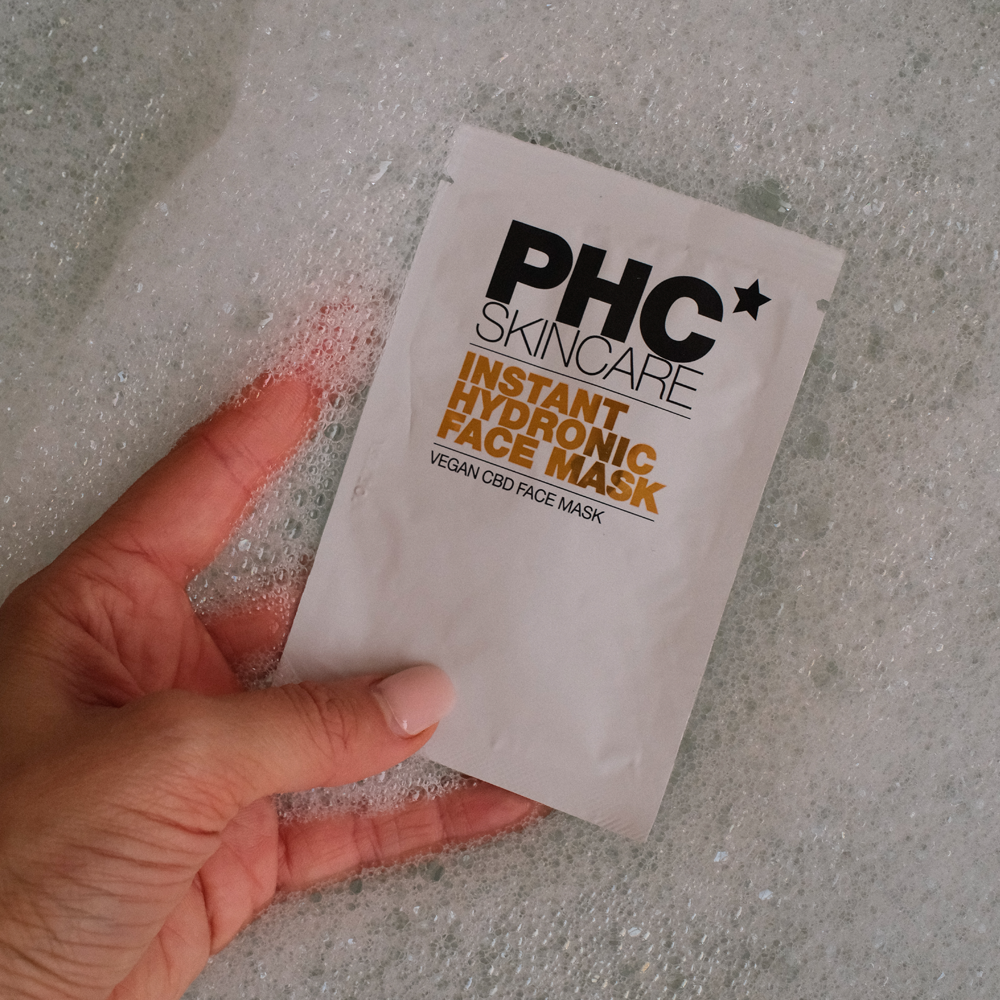 PHC★
SKINCARE
INSTANT
HYDRONIC
FACE MASK
VEGAN CBD FACE MASK